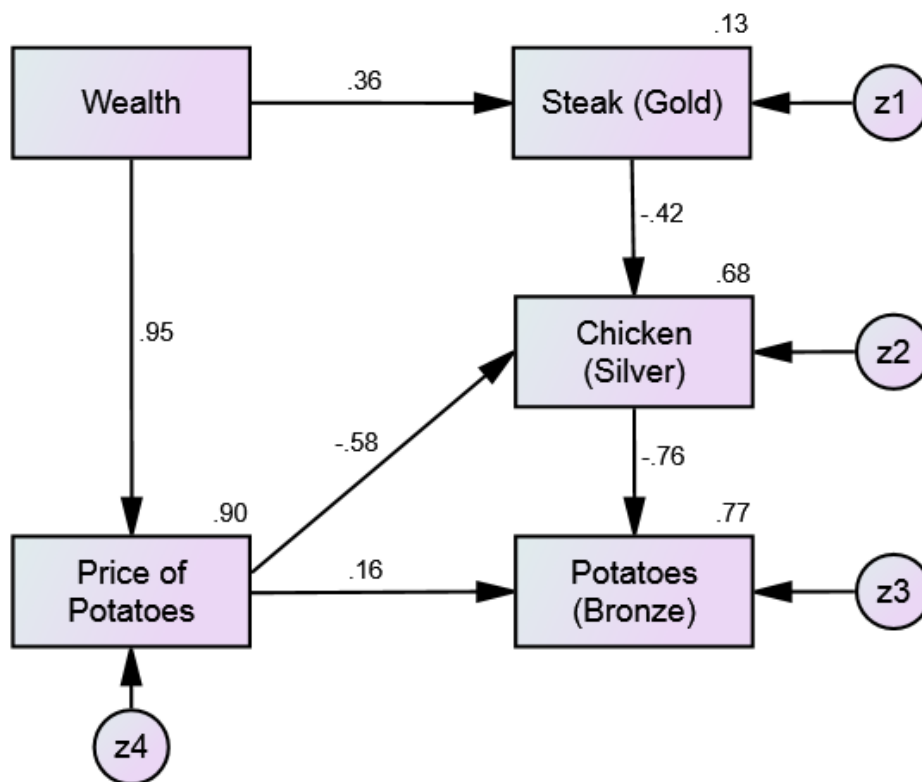 .13
Wealth
.36
Steak (Gold)
z1
-.42
.68
.95
Chicken
(Silver)
z2
-.58
-.76
.90
.77
Price of
Potatoes
.16
Potatoes
(Bronze)
z3
z4